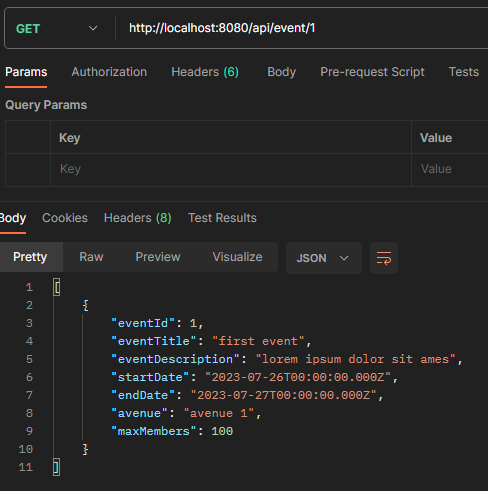 GET http://localhost:8080/api/event/1
Params Authorization Headers (6) Body Pre-request Script Tests
Query Params
Key Value
Key Value
Body Cookies Headers (8) Test Results
Pretty Raw Preview Visualize JSON
1 [
2 {
3 "eventId": 1,
4 "eventTitle": "first event",
5 "eventDescription": "lorem ipsum dolor sit ames",
6 "startDate": "2023-07-26T00:00:00.000Z",
7 "endDate": "2023-07-27T00:00:00.000Z",
8 "avenue": "avenue 1",
9 "maxMembers": 100
10 }
11 ]